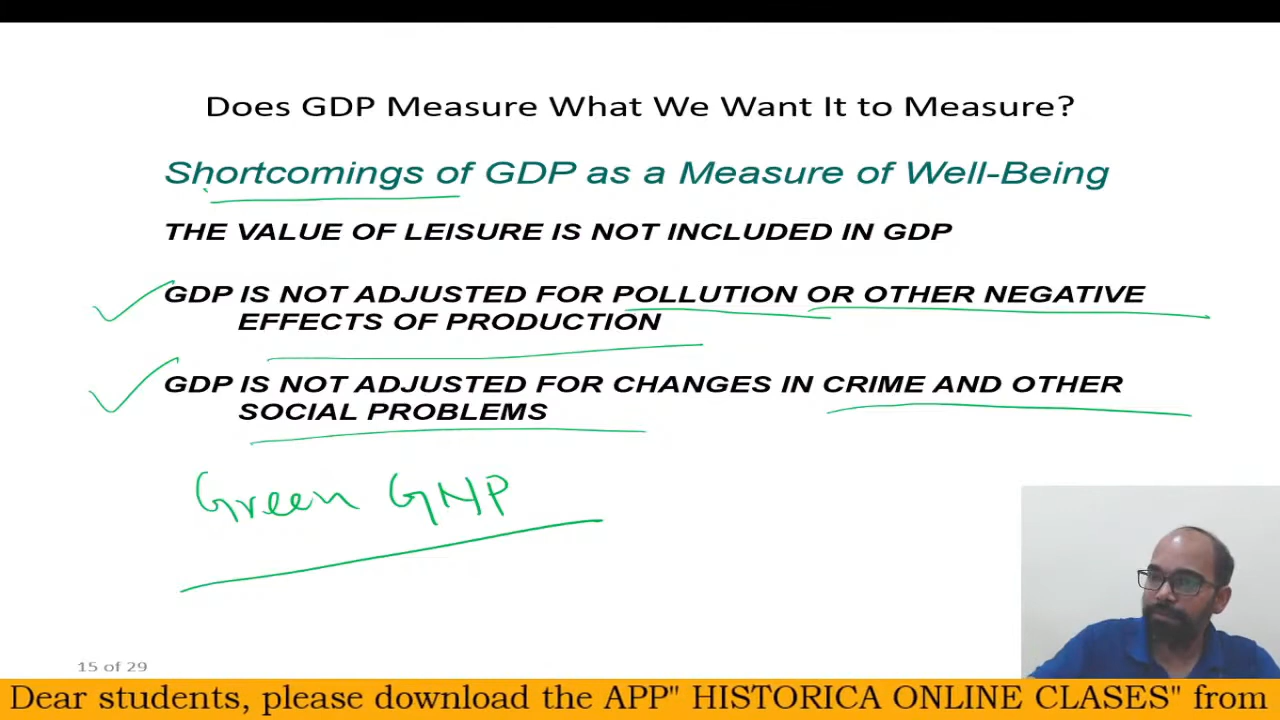 Does GDP Measure What We Want It to Measure?
Shortcomings of GDP as a Measure of Well-Being
THE VALUE OF LEISURE IS NOT INCLUDED IN GDP
GDP IS NOT ADJUSTED FOR POLLUTION OR OTHER NEGATIVE
EFFECTS OF PRODUCTION
GDP IS NOT ADJUSTED FOR CHANGES IN CRIME AND OTHER
SOCIAL PROBLEMS
Green GNP
15 of 29
Dear students, please download the APP" HISTORICA ONLINE CLASES" from